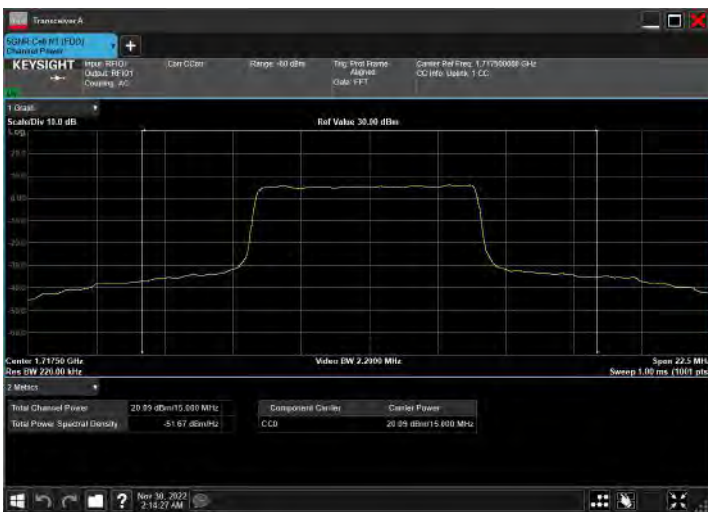 Transceiver A
5GNR Cell #1 (FDD)
Channel Power
KEYSIGHT
Input: RFIO1
Output: RFIO1
Coupling: AC
Corr CCorr
Range: -80 dBm
Trig: Prot Frame
Aligned
Gate: FFT
Carrier Ref Freq: 1.717500000 GHz
CC Info: Uplink, 1 CC
1 Graph
Scale/Div 10.0 dB
Ref Value 30.00 dBm
Log
Center 1.71750 GHz
Res BW 220.00 kHz
Video BW 2.2000 MHz
Span 22.5 MHz
Sweep 1.00 ms (1001 pts
2 Metrics
Total Channel Power 20.09 dBm/15.000 MHz
Total Power Spectral Density -51.67 dBm/Hz
Component Carrier Carrier Power
CC0 20.09 dBm/15.000 MHz
Nov 30, 2022
2:14:27 AM